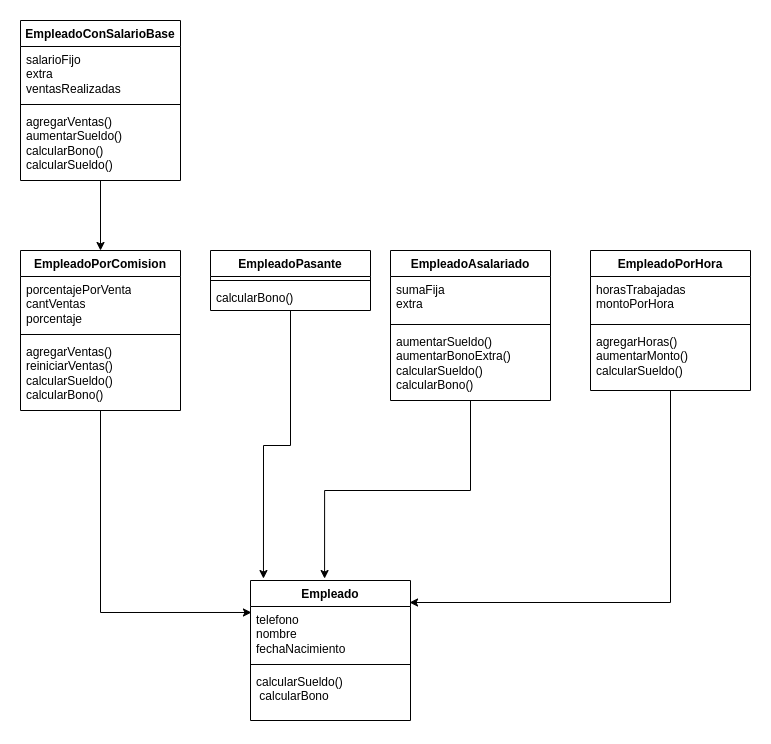 EmpleadoConSalarioBase
salarioFijo
extra
ventasRealizadas
agregarVentas()
aumentarSueldo()
calcularBono()
calcularSueldo()
EmpleadoPorComision
porcentajePorVenta
cantVentas
porcentaje
agregarVentas()
reiniciarVentas()
calcularSueldo()
calcularBono()
EmpleadoPasante
calcularBono()
EmpleadoAsalariado
sumaFija
extra
aumentarSueldo()
aumentarBonoExtra()
calcularSueldo()
calcularBono()
EmpleadoPorHora
horasTrabajadas
montoPorHora
agregarHoras()
aumentarMonto()
calcularSueldo()
Empleado
telefono
nombre
fechaNacimiento
calcularSueldo()
calcularBono